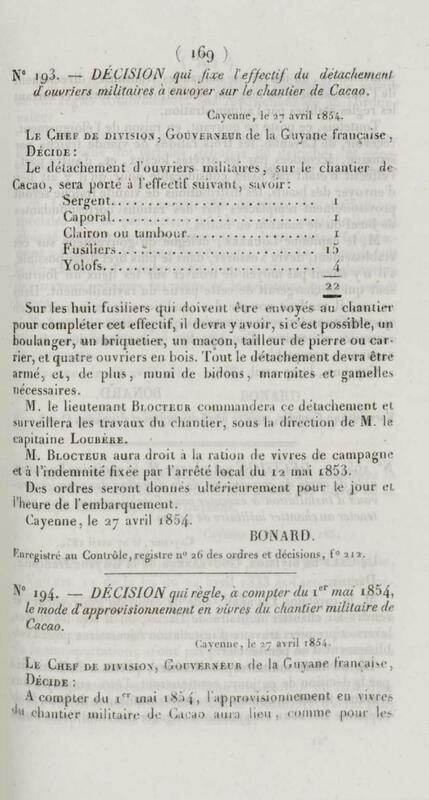 ( 169 )
N° 193. — DÉCISION qui fixe l'effectif du détachement
d'ouvriers militaires à envoyer sur le chantier de Cacao.
Cayenne, le 27 avril 1854.
LE CHEF DE DIVISION, GOUVERNEUR de la Guyane française,
DÉCIDE :
Le détachement d'ouvriers militaires, sur le chantier de
Cacao, sera porté à l'effectif suivant, savoir :
Sergent........................... 1
Caporal........................... 1
Clairon ou tambour................ 1
Fusiliers......................... 15
Yolofs............................ 4
22
Sur les huit fusiliers qui doivent être envoyés au chantier
pour compléter cet effectif, il devra y avoir, si c'est possible, un
boulanger, un briquetier, un maçon, tailleur de pierre ou car-
rier, et quatre ouvriers en bois. Tout le détachement devra être
armé, et, de plus, muni de bidons, marmites et gamelles
nécessaires.
M. le lieutenant BLOCTEUR commandera ce détachement et
surveillera les travaux du chantier, sous la direction de M. le
capitaine LOUBÈRE.
M. BLOCTEUR aura droit à la ration de vivres de campagne
et à l'indemnité fixée par l'arrêté local du 12 mai 1853.
Des ordres seront donnés ultérieurement pour le jour et
l'heure de l'embarquement.
Cayenne, le 27 avril 1854.
BONARD.
Enregistré au Contrôle, registre n° 26 des ordres et décisions, f° 212.
N° 194. — DÉCISION qui règle, à compter du 1er mai 1854,
le mode d'approvisionnement en vivres du chantier militaire de
Cacao.
Cayenne, le 27 avril 1854.
LE CHEF DE DIVISION, GOUVERNEUR de la Guyane française,
DÉCIDE :
A compter du 1er mai 1854, l'approvisionnement en vivres
du chantier militaire de Cacao aura lieu, comme pour les